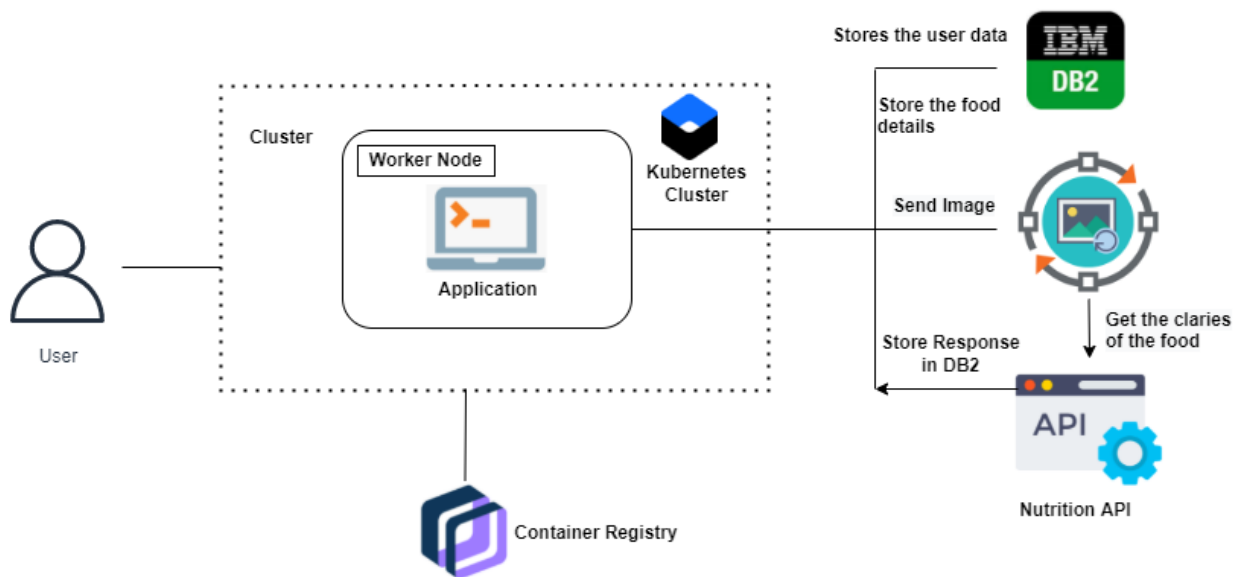 Stores the user data
IBM
DB2
Store the food
details
Cluster
Worker Node
Kubernetes
Cluster
Application
Send Image
User
Get the claries
of the food
Store Response
in DB2
API
Nutrition API
Container Registry